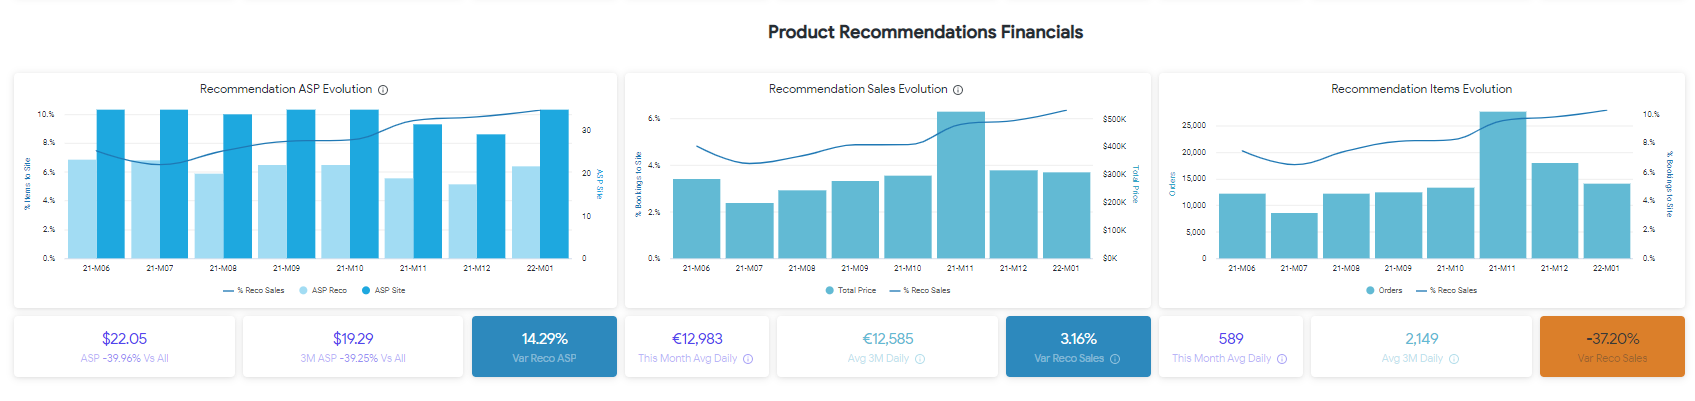 Product Recommendations Financials
Recommendation ASP Evolution
10.%
8.%
6.%
4.%
2.%
0.%
% Items to Site
30
20
10
0
ASP Site
21-M06 21-M07 21-M08 21-M09 21-M10 21-M11 21-M12 22-M01
% Reco Sales ASP Reco ASP Site
Recommendation Sales Evolution
6.%
4.%
2.%
0.%
% Bookings to Site
$500K
$400K
$300K
$200K
$100K
$0K
Total Price
21-M06 21-M07 21-M08 21-M09 21-M10 21-M11 21-M12 22-M01
Total Price % Reco Sales
Recommendation Items Evolution
25,000
20,000
15,000
10,000
5,000
0
Orders
10.%
8.%
6.%
4.%
2.%
0.%
% Bookings to Site
21-M06 21-M07 21-M08 21-M09 21-M10 21-M11 21-M12 22-M01
Orders % Reco Sales
$22.05
ASP -39.96% Vs All
$19.29
3M ASP -39.25% Vs All
14.29%
Var Reco ASP
€12,983
This Month Avg Daily
€12,585
Avg 3M Daily
3.16%
Var Reco Sales
589
This Month Avg Daily
2,149
Avg 3M Daily
-37.20%
Var Reco Sales